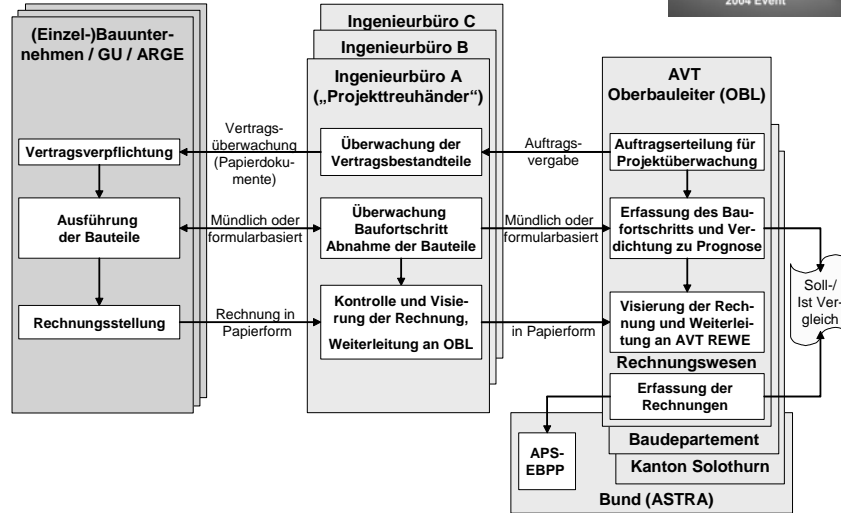 2004 Event
(Einzel-)Bauunter-
nehmen / GU / ARGE
Vertragsverpflichtung
Ausführung
der Bauteile
Rechnungsstellung
Vertrags-
überwachung
(Papierdoku-
mente)
Mündlich oder
formularbasiert
Rechnung in
Papierform
Ingenieurbüro C
Ingenieurbüro B
Ingenieurbüro A
(„Projekttreuhänder“)
Überwachung der
Vertragsbestandteile
Überwachung
Baufortschritt
Abnahme der Bauteile
Kontrolle und Visie-
rung der Rechnung,
Weiterleitung an OBL
Auftrags-
vergabe
Mündlich oder
formularbasiert
in Papierform
AVT
Oberbauleiter (OBL)
Auftragserteilung für
Projektüberwachung
Erfassung des Bau-
fortschritts und Ver-
dichtung zu Prognose
Visierung der Rech-
nung und Weiterlei-
tung an AVT REWE
Rechnungswesen
Erfassung der
Rechnungen
Soll-/
Ist Ver-
gleich
APS-
EBPP
Baudepartement
Kanton Solothurn
Bund (ASTRA)